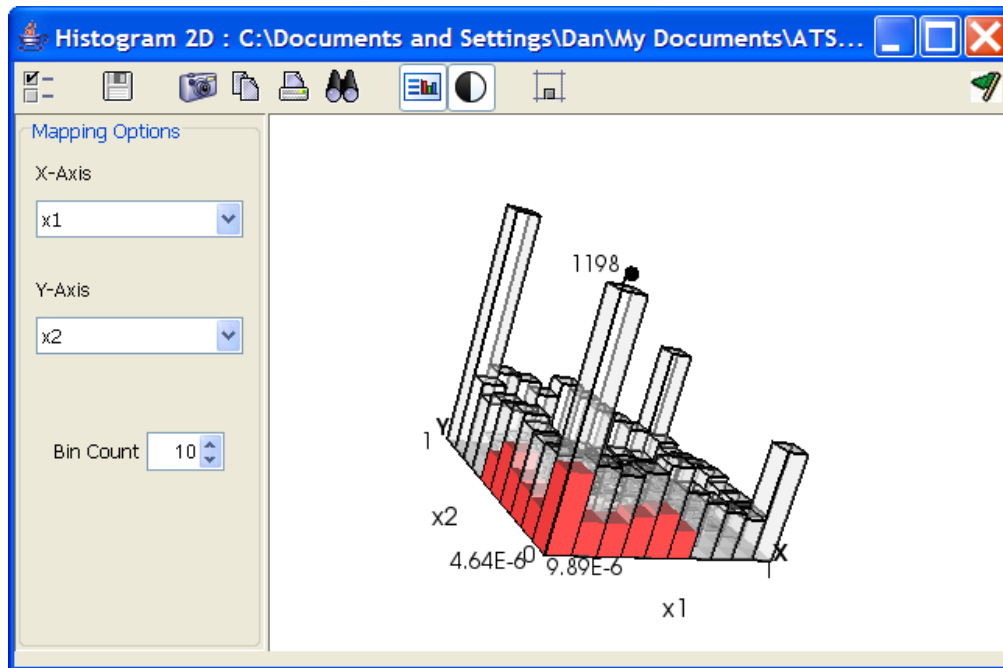 Histogram 2D : C:\Documents and Settings\Dan\My Documents\ATS...
Mapping Options
X-Axis
x1
Y-Axis
x2
Bin Count 10
1198
Y
1
x2
4.64E-6
0
9.89E-6
X
1
x1